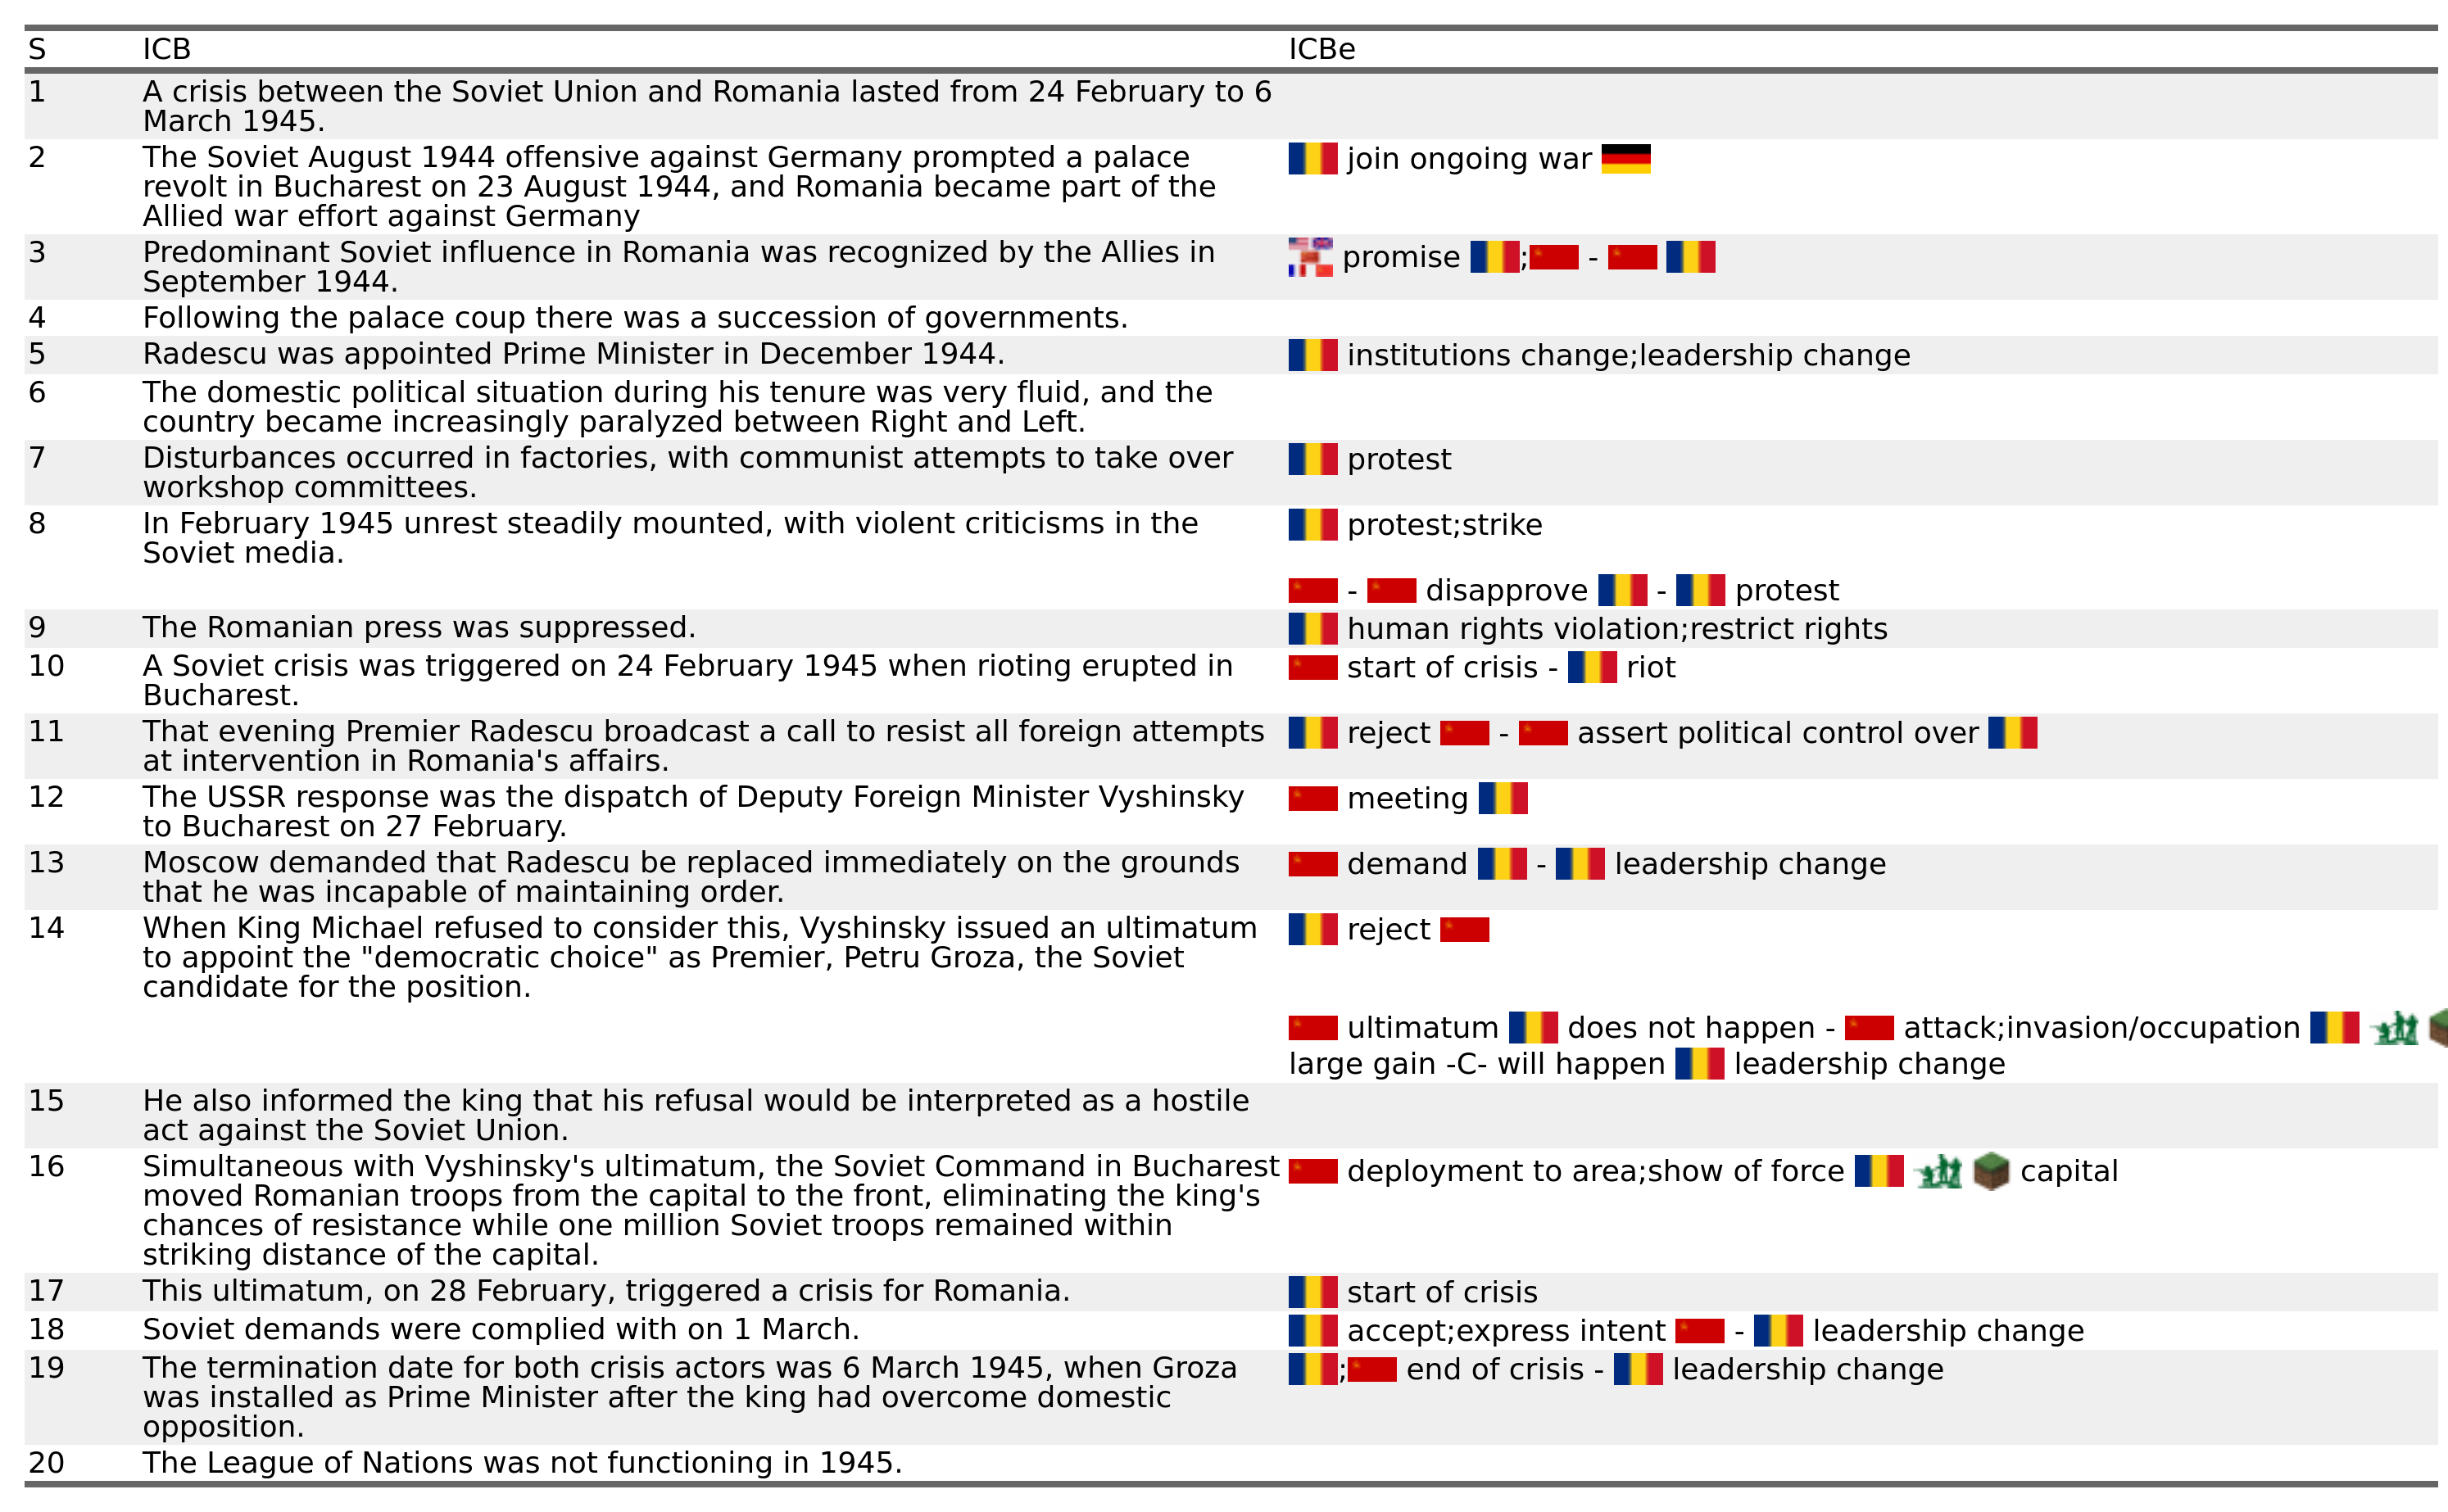 S ICB ICBe
1 A crisis between the Soviet Union and Romania lasted from 24 February to 6
March 1945.
2 The Soviet August 1944 offensive against Germany prompted a palace join ongoing war
revolt in Bucharest on 23 August 1944, and Romania became part of the
Allied war effort against Germany
3 Predominant Soviet influence in Romania was recognized by the Allies in promise ; -
September 1944.
4 Following the palace coup there was a succession of governments.
5 Radescu was appointed Prime Minister in December 1944. institutions change;leadership change
6 The domestic political situation during his tenure was very fluid, and the
country became increasingly paralyzed between Right and Left.
7 Disturbances occurred in factories, with communist attempts to take over protest
workshop committees.
8 In February 1945 unrest steadily mounted, with violent criticisms in the protest;strike
Soviet media.
- disapprove - protest
9 The Romanian press was suppressed. human rights violation;restrict rights
10 A Soviet crisis was triggered on 24 February 1945 when rioting erupted in start of crisis - riot
Bucharest.
11 That evening Premier Radescu broadcast a call to resist all foreign attempts reject - assert political control over
at intervention in Romania's affairs.
12 The USSR response was the dispatch of Deputy Foreign Minister Vyshinsky meeting
to Bucharest on 27 February.
13 Moscow demanded that Radescu be replaced immediately on the grounds demand - leadership change
that he was incapable of maintaining order.
14 When King Michael refused to consider this, Vyshinsky issued an ultimatum reject
to appoint the "democratic choice" as Premier, Petru Groza, the Soviet
candidate for the position.
ultimatum does not happen - attack;invasion/occupation
large gain -C- will happen leadership change
15 He also informed the king that his refusal would be interpreted as a hostile
act against the Soviet Union.
16 Simultaneous with Vyshinsky's ultimatum, the Soviet Command in Bucharest deployment to area;show of force capital
moved Romanian troops from the capital to the front, eliminating the king's
chances of resistance while one million Soviet troops remained within
striking distance of the capital.
17 This ultimatum, on 28 February, triggered a crisis for Romania. start of crisis
18 Soviet demands were complied with on 1 March. accept;express intent - leadership change
19 The termination date for both crisis actors was 6 March 1945, when Groza ; end of crisis - leadership change
was installed as Prime Minister after the king had overcome domestic
opposition.
20 The League of Nations was not functioning in 1945.